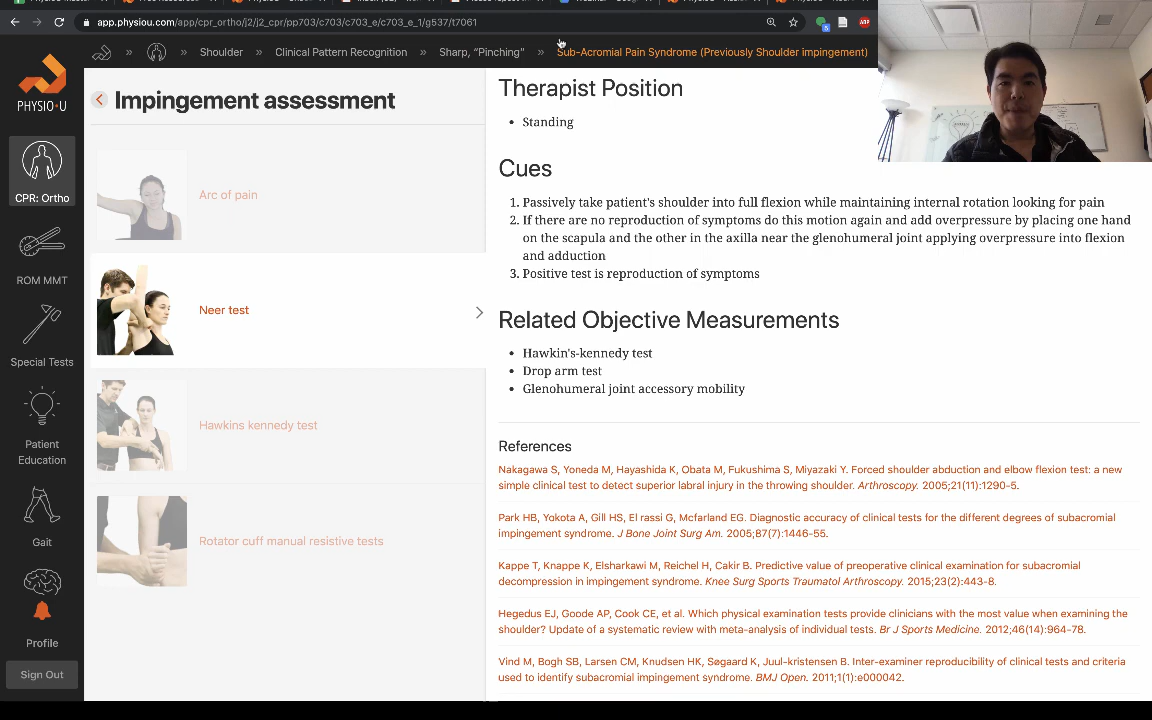 app.physiou.com/app/cpr_ortho/j2/j2_cpr/pp703/c703/c703_e/c703_e_1/g537/t7061
ABP
» » Shoulder » Clinical Pattern Recognition » Sharp, "Pinching" » Sub-Acromial Pain Syndrome (Previously Shoulder impingement)
PHYSIO·U
CPR: Ortho
ROM MMT
Special Tests
Patient
Education
Gait
Profile
Sign Out
Impingement assessment
Arc of pain
Neer test
Hawkins kennedy test
Rotator cuff manual resistive tests
Therapist Position
• Standing
Cues
1. Passively take patient's shoulder into full flexion while maintaining internal rotation looking for pain
2. If there are no reproduction of symptoms do this motion again and add overpressure by placing one hand
on the scapula and the other in the axilla near the glenohumeral joint applying overpressure into flexion
and adduction
3. Positive test is reproduction of symptoms
Related Objective Measurements
• Hawkin's-kennedy test
• Drop arm test
• Glenohumeral joint accessory mobility
References
Nakagawa S, Yoneda M, Hayashida K, Obata M, Fukushima S, Miyazaki Y. Forced shoulder abduction and elbow flexion test: a new
simple clinical test to detect superior labral injury in the throwing shoulder. Arthroscopy. 2005;21(11):1290-5.
Park HB, Yokota A, Gill HS, El rassi G, Mcfarland EG. Diagnostic accuracy of clinical tests for the different degrees of subacromial
impingement syndrome. J Bone Joint Surg Am. 2005;87(7):1446-55.
Kappe T, Knappe K, Elsharkawi M, Reichel H, Cakir B. Predictive value of preoperative clinical examination for subacromial
decompression in impingement syndrome. Knee Surg Sports Traumatol Arthroscopy. 2015;23(2):443-8.
Hegedus EJ, Goode AP, Cook CE, et al. Which physical examination tests provide clinicians with the most value when examining the
shoulder? Update of a systematic review with meta-analysis of individual tests. Br J Sports Medicine. 2012;46(14):964-78.
Vind M, Bogh SB, Larsen CM, Knudsen HK, Søgaard K, Juul-kristensen B. Inter-examiner reproducibility of clinical tests and criteria
used to identify subacromial impingement syndrome. BMJ Open. 2011;1(1):e000042.